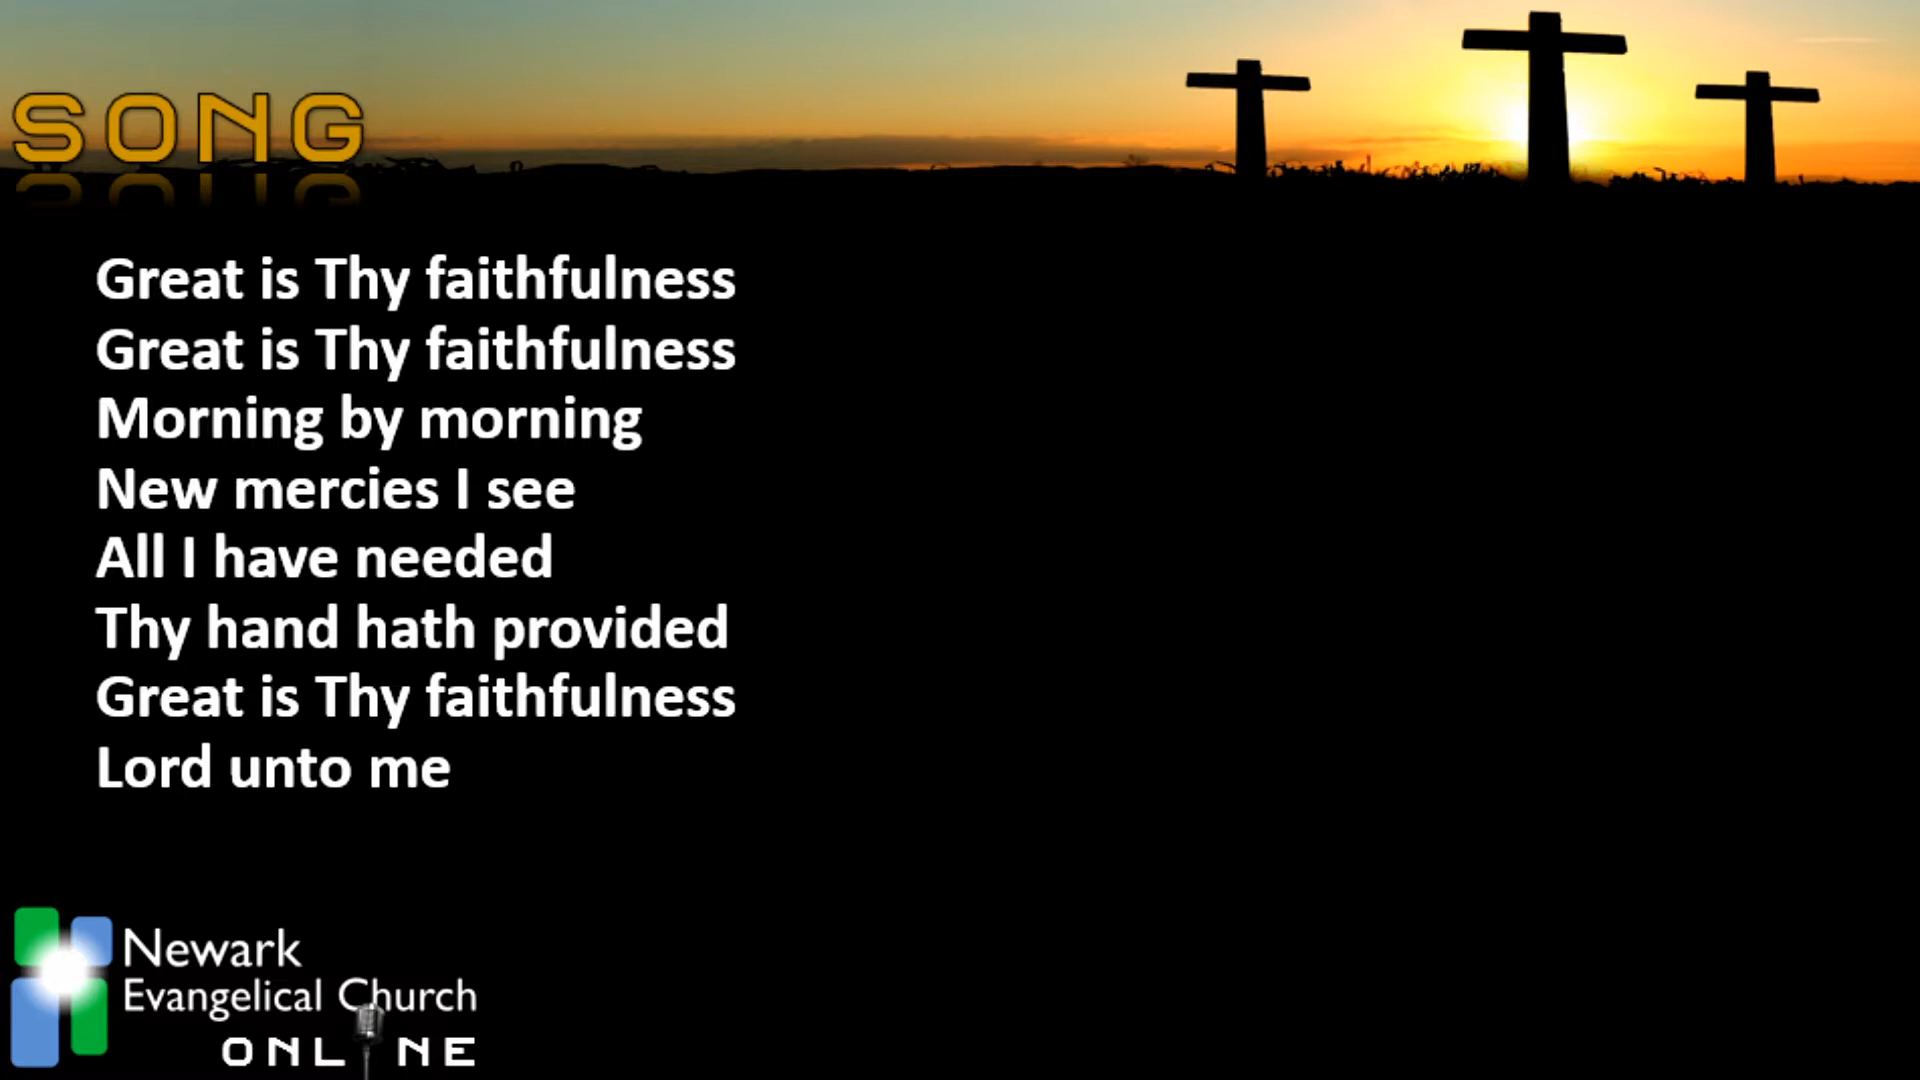 SONG
Great is Thy faithfulness
Great is Thy faithfulness
Morning by morning
New mercies I see
All I have needed
Thy hand hath provided
Great is Thy faithfulness
Lord unto me
Newark
Evangelical Church
ONLINE